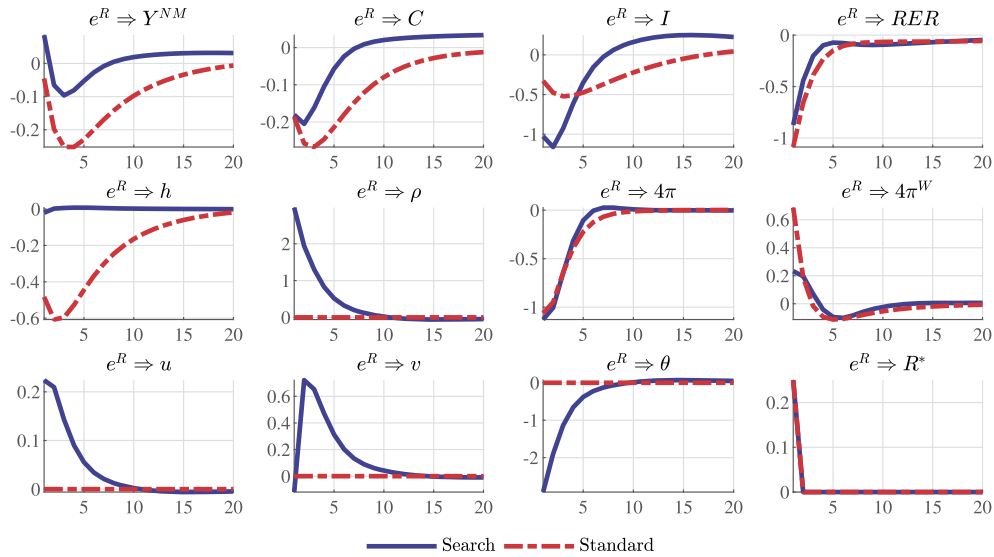 e^R ⇒ Y^{NM}
e^R ⇒ C
e^R ⇒ I
e^R ⇒ RER
0
-0.1
-0.2
5 10 15 20
0
-0.1
-0.2
5 10 15 20
0
-0.5
-1
5 10 15 20
0
-0.5
-1
5 10 15 20
e^R ⇒ h
e^R ⇒ ρ
e^R ⇒ 4π
e^R ⇒ 4π^W
0
-0.2
-0.4
-0.6
5 10 15 20
2
1
0
5 10 15 20
0
-0.5
-1
5 10 15 20
0.6
0.4
0.2
0
5 10 15 20
e^R ⇒ u
e^R ⇒ v
e^R ⇒ θ
e^R ⇒ R^*
0.2
0.1
0
5 10 15 20
0.6
0.4
0.2
0
5 10 15 20
0
-1
-2
5 10 15 20
0.2
0.1
0
5 10 15 20
Search Standard